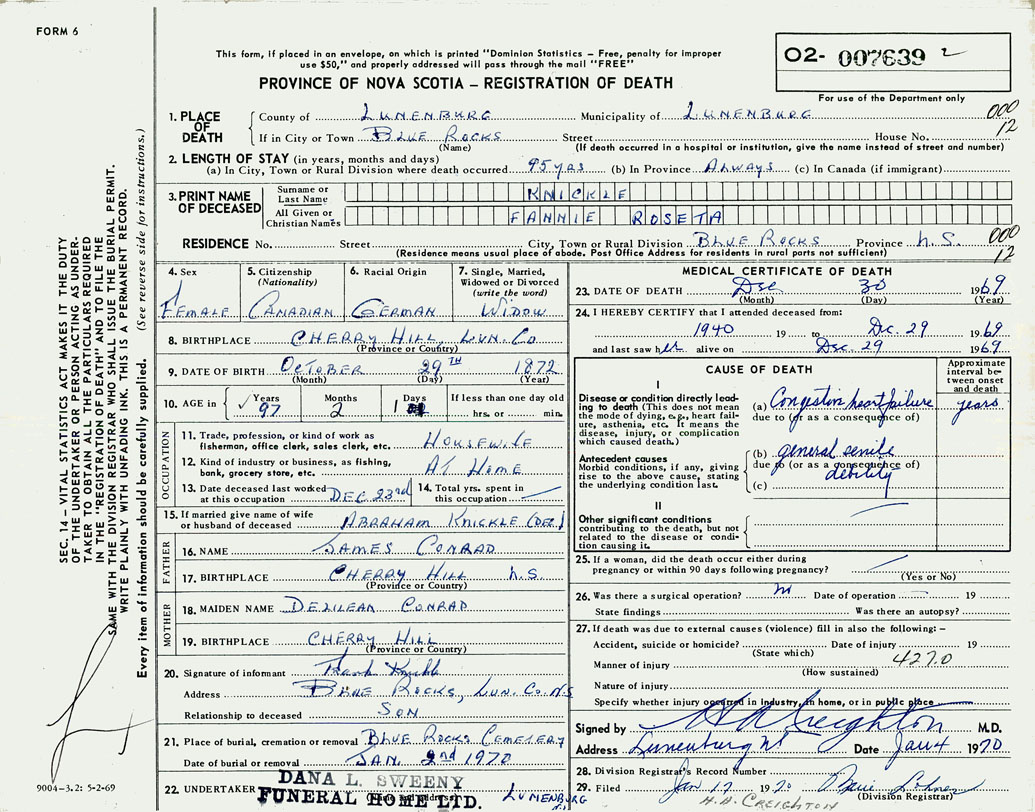 FORM 6
This form, if placed in an envelope, on which is printed "Dominion Statistics – Free, penalty for improper
use $50," and properly addressed will pass through the mail "FREE"
PROVINCE OF NOVA SCOTIA – REGISTRATION OF DEATH
O2- 007639 2
For use of the Department only
1. PLACE OF DEATH County of LUNENBURG Municipality of LUNENBURG 000
If in City or Town BLUE ROCKS Street House No. 12
(Name) (If death occurred in a hospital or institution, give the name instead of street and number)
2. LENGTH OF STAY (in years, months and days)
(a) In City, Town or Rural Division where death occurred 95 yrs (b) In Province ALWAYS (c) In Canada (if immigrant)
3. PRINT NAME OF DECEASED Surname or Last Name KNICKLE
All Given or Christian Names FANNIE ROSETA
RESIDENCE No. Street City, Town or Rural Division BLUE ROCKS Province N.S. 000
(Residence means usual place of abode. Post Office Address for residents in rural parts not sufficient) 12
4. Sex FEMALE
5. Citizenship (Nationality) CANADIAN
6. Racial Origin GERMAN
7. Single, Married, Widowed or Divorced (write the word) WIDOW
8. BIRTHPLACE CHERRY HILL, LUN. CO
(Province or Country)
9. DATE OF BIRTH OCTOBER 29TH 1872
(Month) (Day) (Year)
10. AGE in Years 97 Months 2 Days 1 If less than one day old hrs. or min.
OCCUPATION
11. Trade, profession, or kind of work as fisherman, office clerk, sales clerk, etc. HOUSEWIFE
12. Kind of industry or business, as fishing, bank, grocery store, etc. AT HOME
13. Date deceased last worked at this occupation DEC 23rd 14. Total yrs. spent in this occupation
15. If married give name of wife or husband of deceased ABRAHAM KNICKLE (DEC)
FATHER
16. NAME JAMES CONRAD
17. BIRTHPLACE CHERRY HILL N.S.
(Province or Country)
MOTHER
18. MAIDEN NAME DELILEAH CONRAD
19. BIRTHPLACE CHERRY HILL
(Province or Country)
20. Signature of informant Frank Knickle
Address BLUE ROCKS, LUN. CO. N.S
Relationship to deceased SON
21. Place of burial, cremation or removal BLUE ROCKS CEMETERY
Date of burial or removal JAN. 2nd 1970
22. UNDERTAKER DANA L. SWEENY
FUNERAL HOME LTD. LUNENBURG
MEDICAL CERTIFICATE OF DEATH
23. DATE OF DEATH Dec 30 1969
(Month) (Day) (Year)
24. I HEREBY CERTIFY that I attended deceased from:
1940 19 to Dec. 29 1969
and last saw her alive on Dec. 29 1969
CAUSE OF DEATH
Approximate interval between onset and death
I
Disease or condition directly leading to death (This does not mean the mode of dying, e.g., heart failure, asthenia, etc. It means the disease, injury, or complication which caused death.)
(a) Congestive heart failure years
due to (or as a consequence of)
Antecedent causes
Morbid conditions, if any, giving rise to the above cause, stating the underlying condition last.
(b) general senile
due to (or as a consequence of)
debility
(c)
II
Other significant conditions
contributing to the death, but not related to the disease or condition causing it.
25. If a woman, did the death occur either during pregnancy or within 90 days following pregnancy?
(Yes or No)
26. Was there a surgical operation? Date of operation 19
State findings Was there an autopsy?
27. If death was due to external causes (violence) fill in also the following: –
Accident, suicide or homicide? Date of injury 19
(State which)
Manner of injury 4270
(How sustained)
Nature of injury
Specify whether injury occurred in industry, in home, or in public place
Signed by H A Creighton M.D.
Address Lunenburg NS Date Jan 4 1970
28. Division Registrar's Record Number
29. Filed Jan 17 1970
(Division Registrar)
H. A. CREIGHTON
SEC. 14 – VITAL STATISTICS ACT MAKES IT THE DUTY
OF THE UNDERTAKER OR PERSON ACTING AS UNDER-
TAKER TO OBTAIN ALL THE PARTICULARS REQUIRED
IN THE "REGISTRATION OF DEATH" AND TO FILE THE
SAME WITH THE DIVISION REGISTRAR WHO SHALL ISSUE THE BURIAL PERMIT.
WRITE PLAINLY WITH UNFADING INK. THIS IS A PERMANENT RECORD.
Every item of information should be carefully supplied. (See reverse side for instructions.)
9004–3.2: 5-2-69